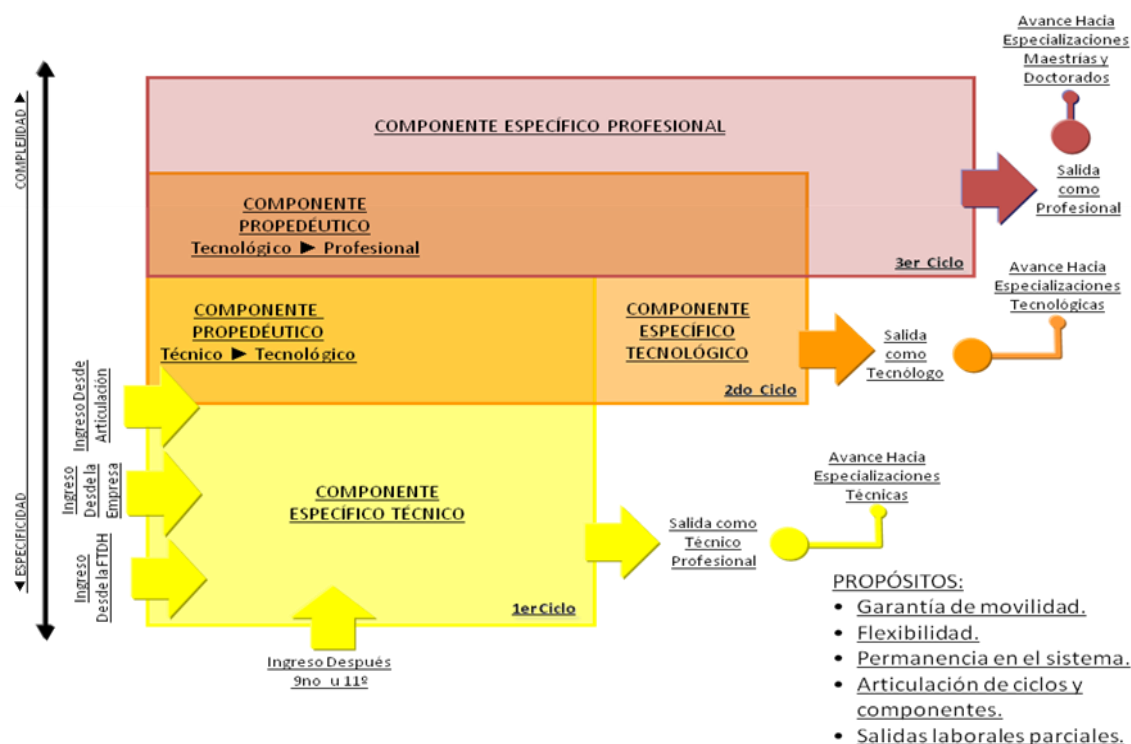 Avance Hacia
Especializaciones
Maestrías y
Doctorados
◄ ESPECIFICIDAD
COMPLEJIDAD ►
COMPONENTE ESPECÍFICO PROFESIONAL
Salida
como
Profesional
COMPONENTE
PROPEDÉUTICO
Tecnológico ► Profesional
3er Ciclo
Avance Hacia
Especializaciones
Tecnológicas
COMPONENTE
PROPEDÉUTICO
Técnico ► Tecnológico
COMPONENTE
ESPECÍFICO
TECNOLÓGICO
Salida
como
Tecnólogo
2do Ciclo
Ingreso Desde
Articulación
Ingreso
Desde la
Empresa
Ingreso
Desde la FTDH
COMPONENTE
ESPECÍFICO TÉCNICO
Avance Hacia
Especializaciones
Técnicas
Salida como
Técnico
Profesional
1er Ciclo
Ingreso Después
9no u 11º
PROPÓSITOS:
• Garantía de movilidad.
• Flexibilidad.
• Permanencia en el sistema.
• Articulación de ciclos y
componentes.
• Salidas laborales parciales.